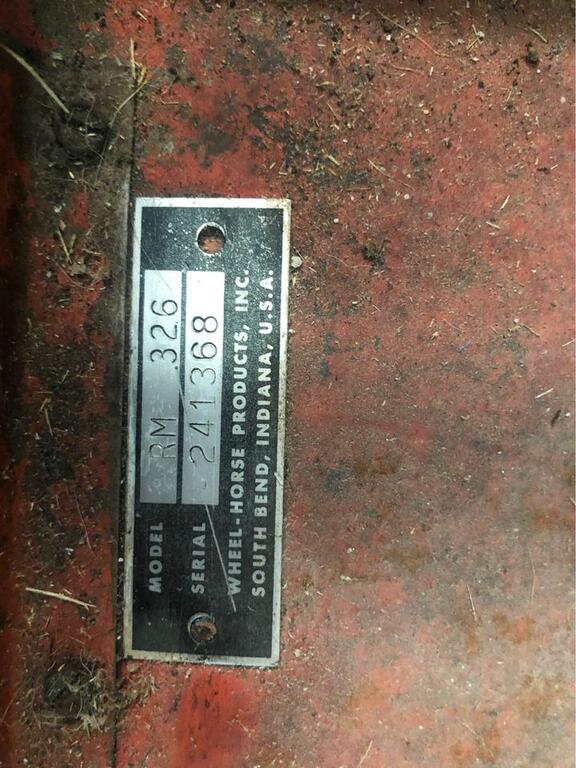 MODEL RM 326
SERIAL 241368
WHEEL-HORSE PRODUCTS, INC.
SOUTH BEND, INDIANA, U.S.A.